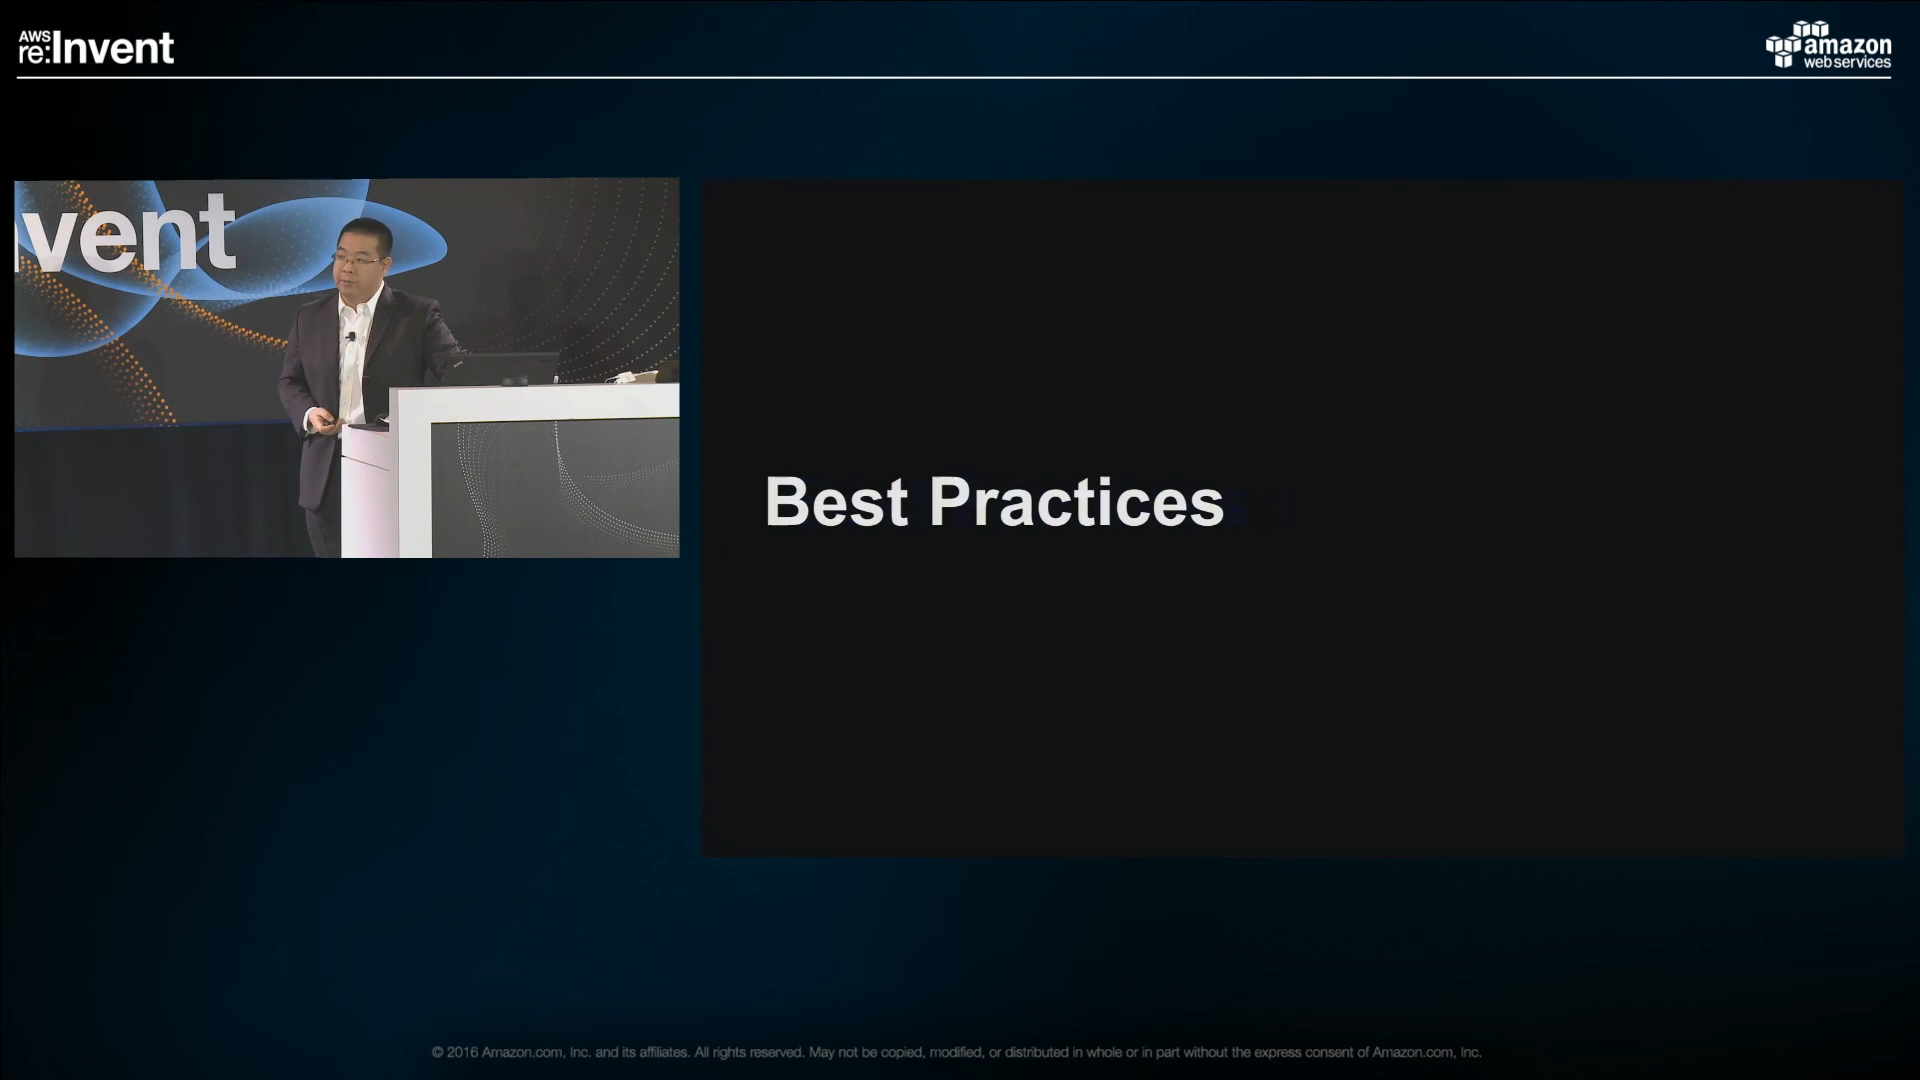 AWS
re:Invent
amazon
web services
nvent
Best Practices
© 2016 Amazon.com, Inc. and its affiliates. All rights reserved. May not be copied, modified, or distributed in whole or in part without the express consent of Amazon.com, Inc.